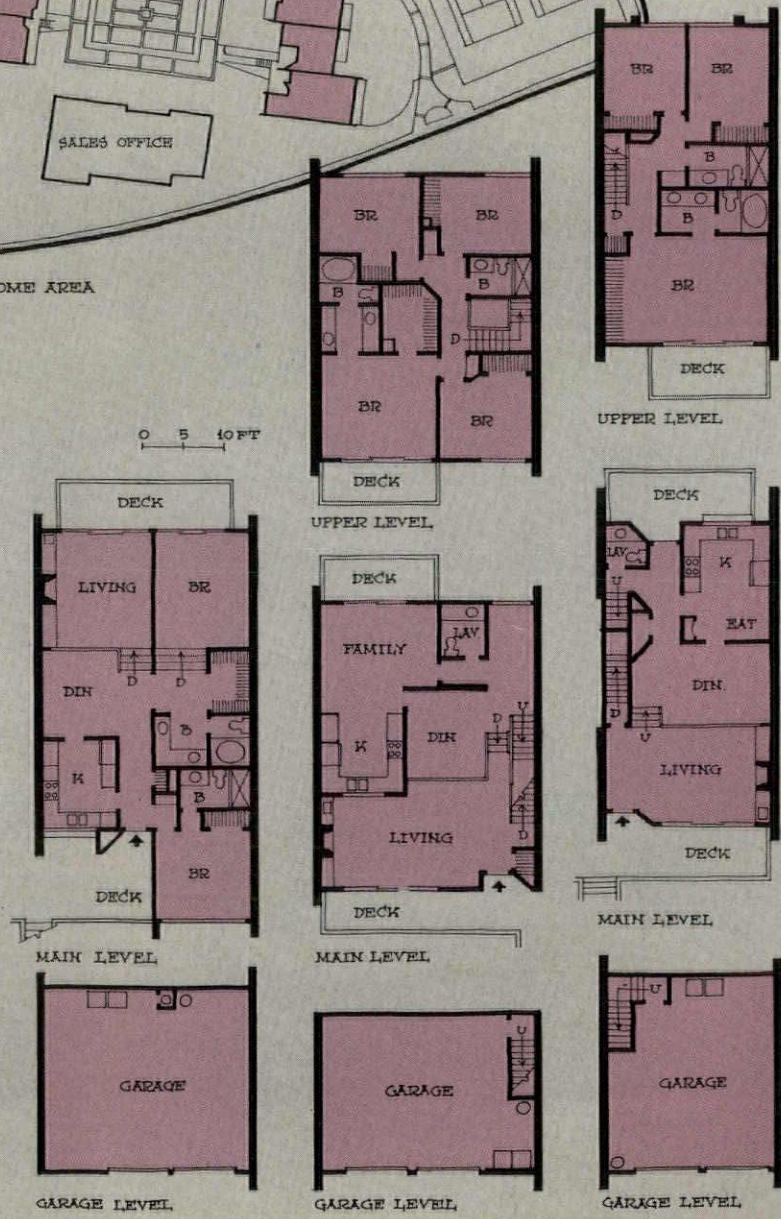 SALES OFFICE
OME AREA
0 5 10 FT
BR
BR
B
D
B
BR
DECK
UPPER LEVEL
BR
BR
B
B
D
BR
BR
DECK
UPPER LEVEL
DECK
LIVING
BR
D
D
DIN
B
K
B
BR
DECK
MAIN LEVEL
DECK
FAMILY
LAV
U
D
DIN
K
LIVING
D
DECK
MAIN LEVEL
DECK
LAV
K
U
EAT
DIN.
D
U
LIVING
DECK
MAIN LEVEL
GARAGE
GARAGE LEVEL
U
GARAGE
GARAGE LEVEL
U
GARAGE
GARAGE LEVEL